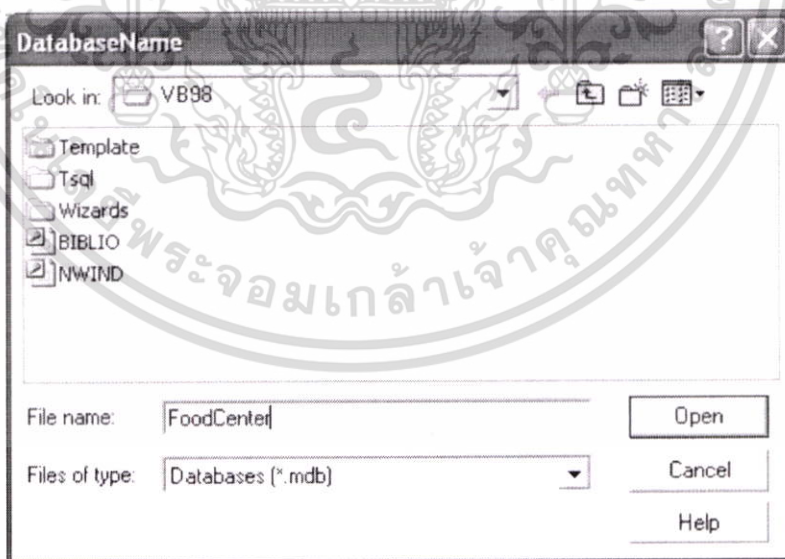 DatabaseName
Look in: VB98
Template
Tsql
Wizards
BIBLIO
NWIND
พระจอมเกล้าเจ้าคุณทหาร
File name: FoodCenter
Open
Files of type: Databases (*.mdb)
Cancel
Help